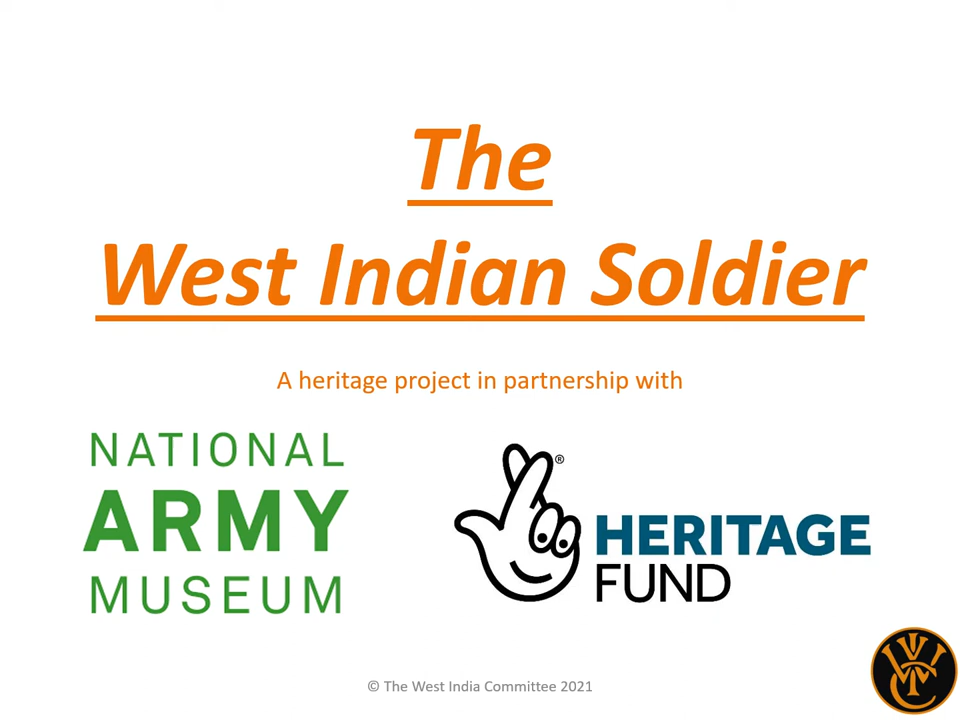 The
West Indian Soldier
A heritage project in partnership with
NATIONAL
ARMY
MUSEUM
®
HERITAGE
FUND
© The West India Committee 2021